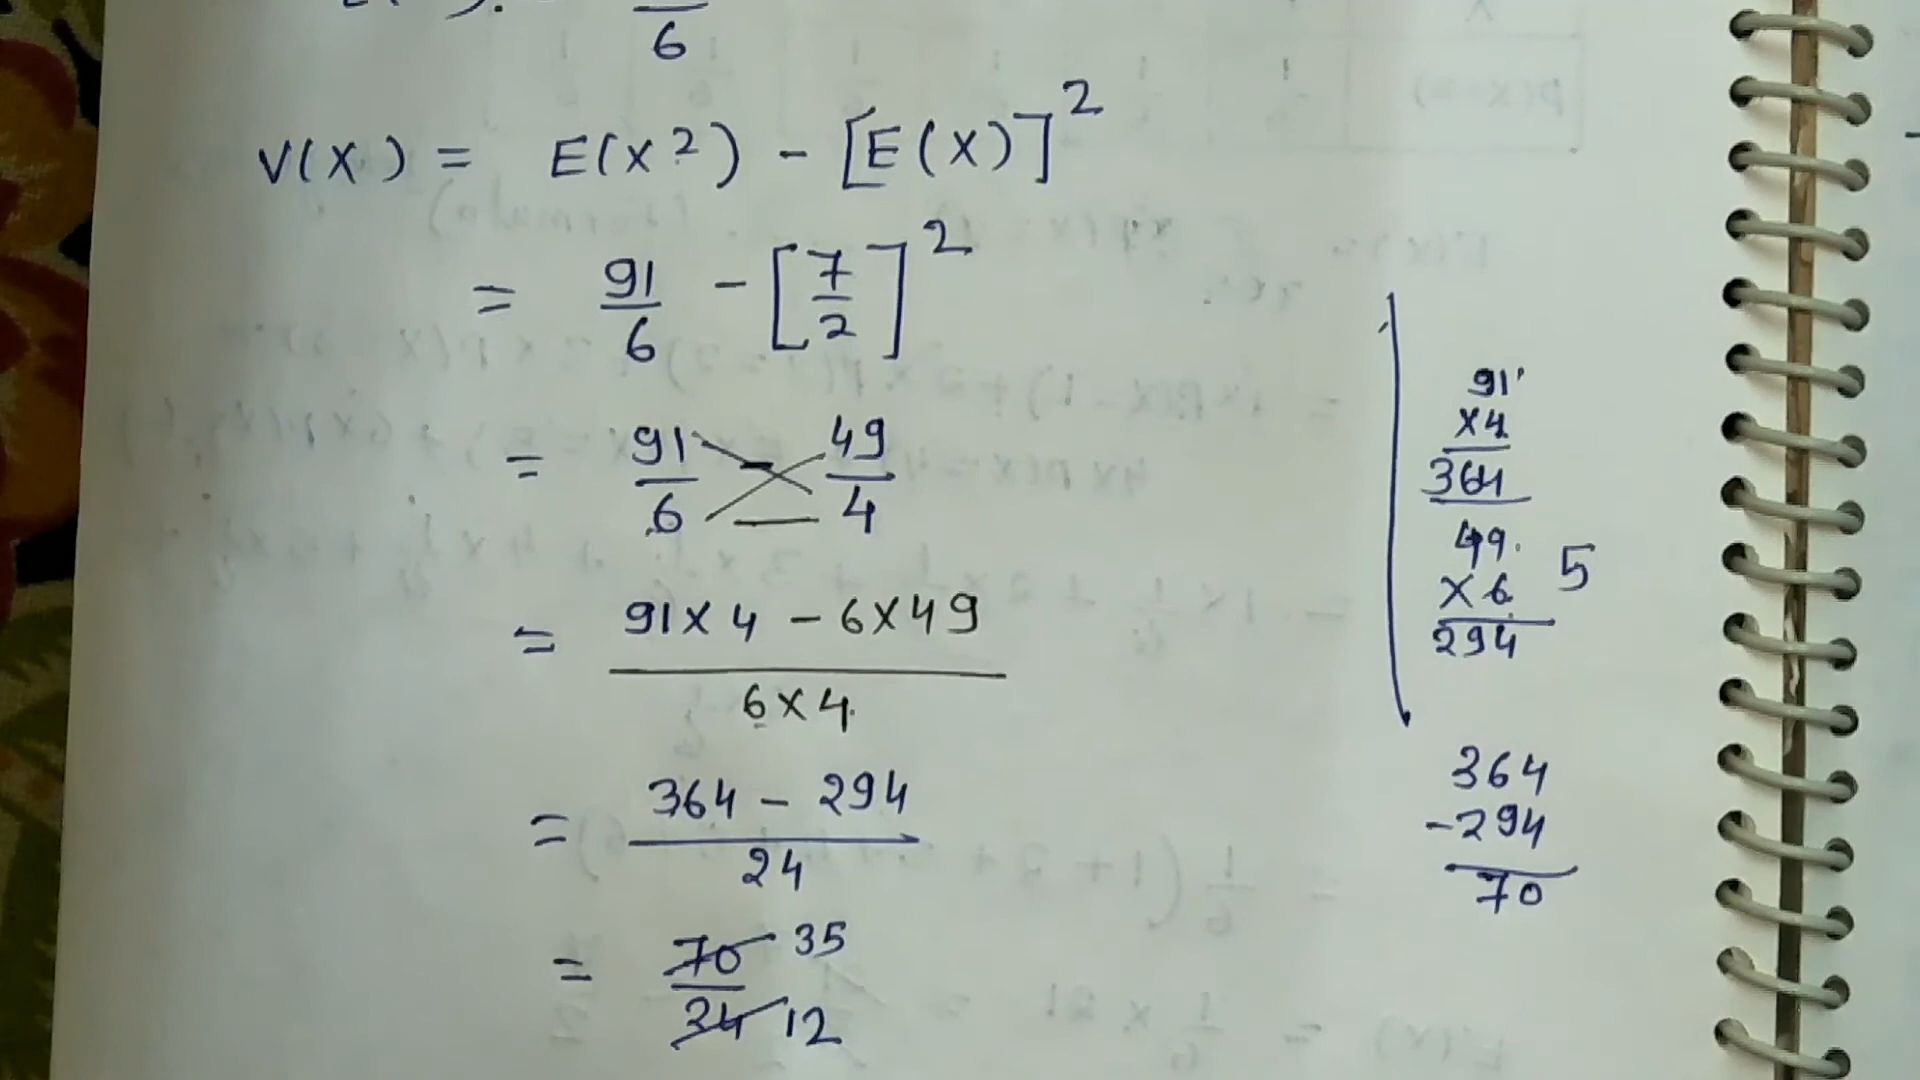 6
V(X) = E(X²) - [E(X)]²
= 91/6 - [7/2]²
= 91/6 - 49/4
= (91×4 - 6×49)/(6×4)
= (364 - 294)/24
= 70/24 35/12
91
×4
364
49 5
×6
294
364
-294
70